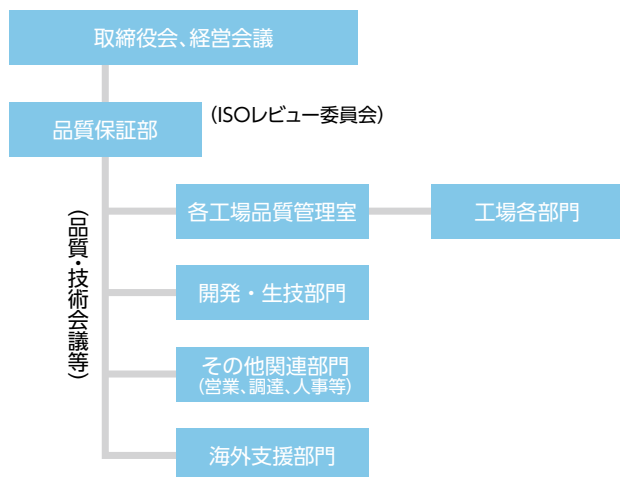 取締役会、経営会議
品質保証部
(ISOレビュー委員会)
(品質・技術会議等)
各工場品質管理室
工場各部門
開発・生技部門
その他関連部門
(営業、調達、人事等)
海外支援部門